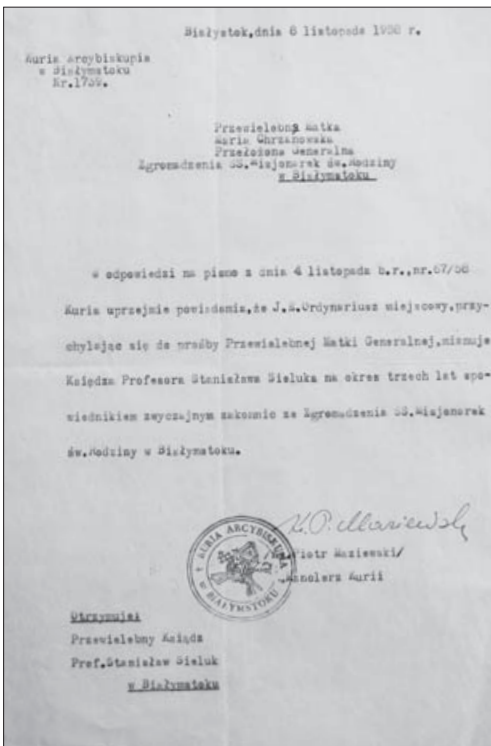 Białystok,dnia 6 listopada 1958 r.
Kuria Arcybiskupia
w Białymstoku
Nr.1739.
Przewielebna Matka
Maria Chrzanowska
Przełożona Generalna
Zgromadzenia SS.Misjonarek św.Rodziny
w Białymstoku
W odpowiedzi na pismo z dnia 4 listopada b.r.,nr.67/58
Kuria uprzejmie powiadamia,że J.E.Ordynariusz miejscowy,przy-
chylając się do prośby Przewielebnej Matki Generalnej,mianuje
Księdza Profesora Stanisława Sieluka na okres trzech lat spo-
wiednikiem zwyczajnym zakonnic ze Zgromadzenia SS.Misjonarek
św.Rodziny w Białymstoku.
KURIA ARCYBISKUPIA
W BIAŁYMSTOKU
Piotr Maziewski/
Kanclerz Kurii
Otrzymuje:
Przewielebny Ksiądz
Prof.Stanisław Sieluk
w Białymstoku